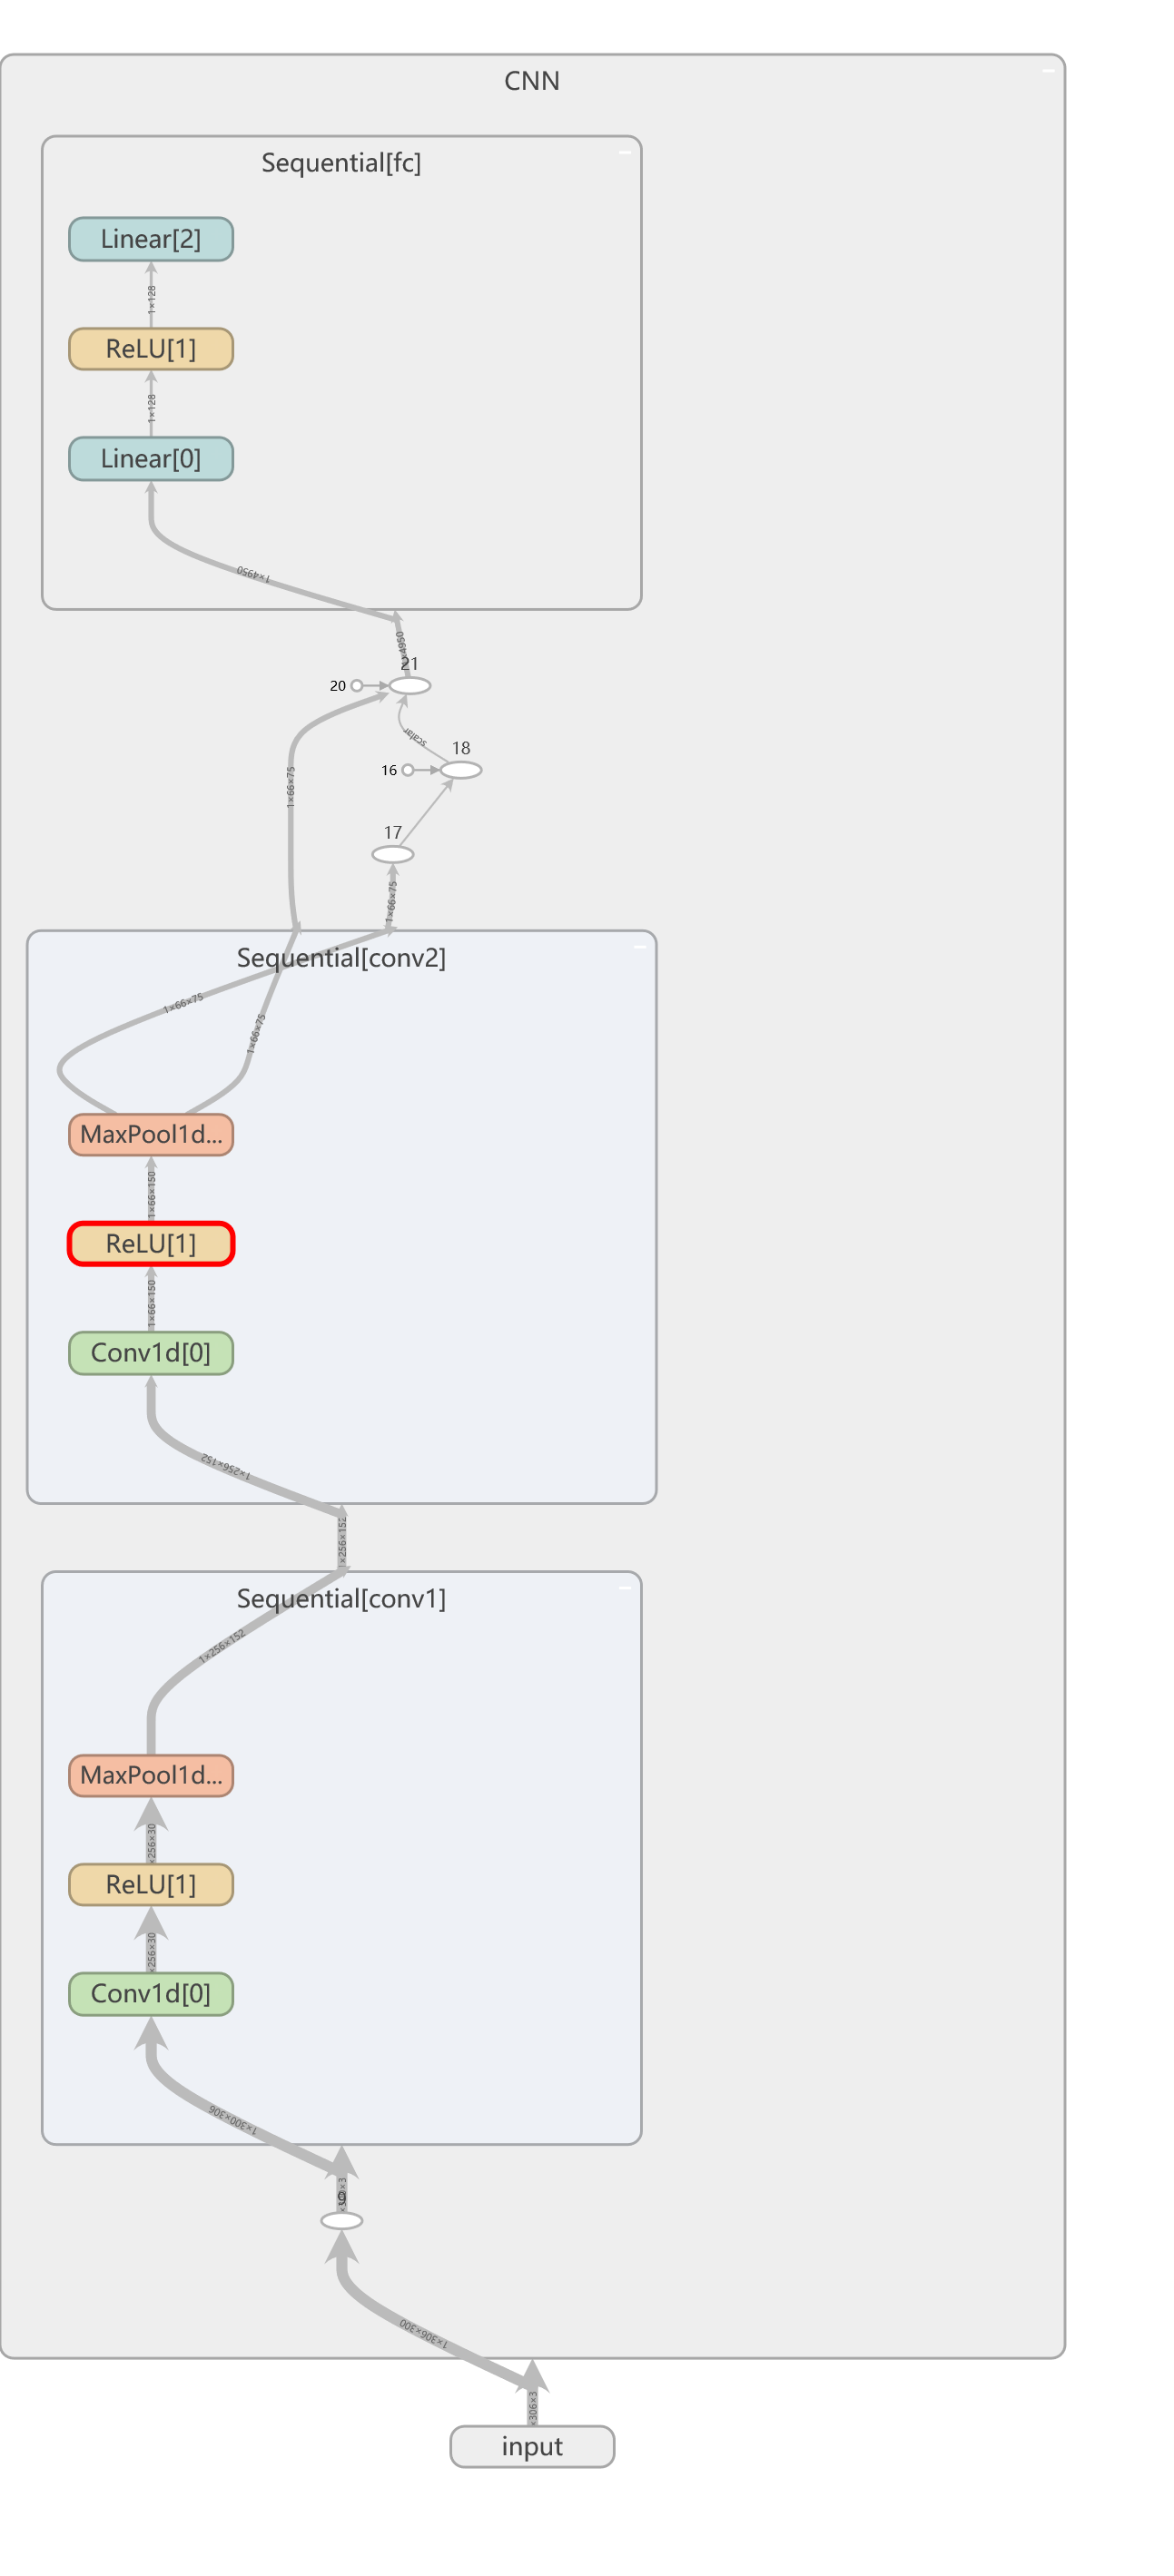 CNN
Sequential[fc]
Linear[2]
1×128
ReLU[1]
1×128
Linear[0]
1×4950
×4950
21
20
scalar
18
16
1×66×75
17
1×66×75
Sequential[conv2]
1×66×75
1×66×75
MaxPool1d...
1×66×150
ReLU[1]
1×66×150
Conv1d[0]
1×256×152
1×256×152
Sequential[conv1]
1×256×152
MaxPool1d...
×256×30
ReLU[1]
×256×30
Conv1d[0]
1×300×306
9
1×306×300
×306×3
input